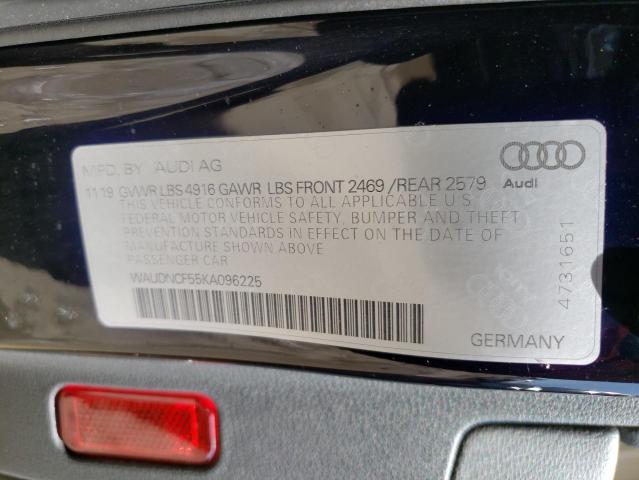 MFD. BY AUDI AG
11 19 GVWR LBS 4916 GAWR LBS FRONT 2469 / REAR 2579
Audi
THIS VEHICLE CONFORMS TO ALL APPLICABLE U S
FEDERAL MOTOR VEHICLE SAFETY, BUMPER AND THEFT
PREVENTION STANDARDS IN EFFECT ON THE DATE OF
MANUFACTURE SHOWN ABOVE
PASSENGER CAR
WAUDNCF55KA096225
4731651
GERMANY